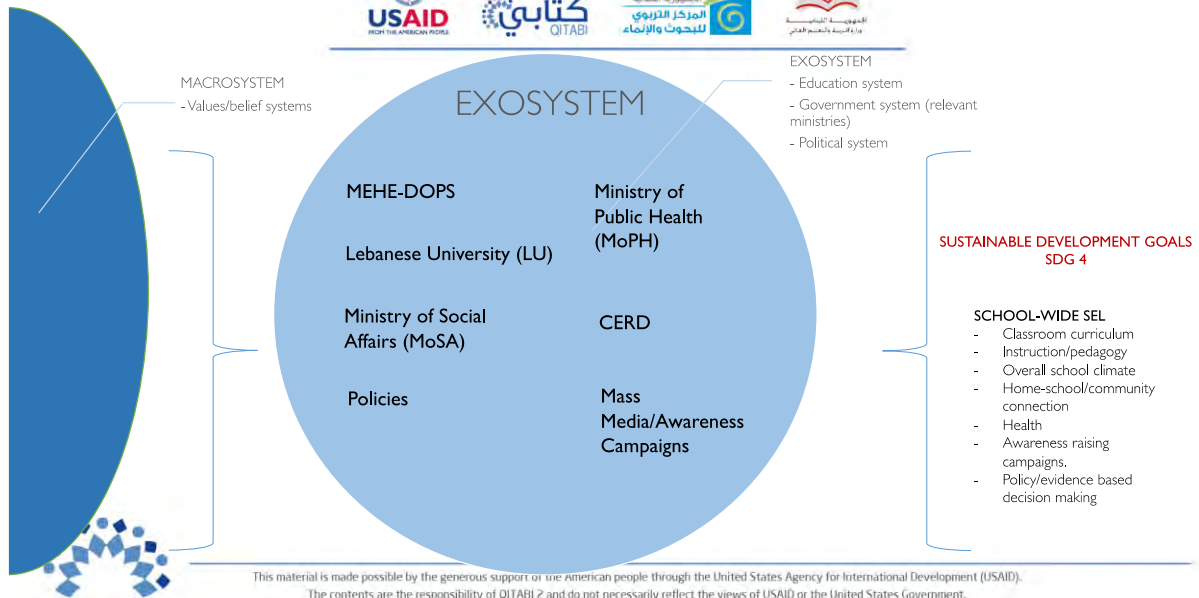 USAID
FROM THE AMERICAN PEOPLE
كتابي
QITABI
المركز التربوي
للبحوث والإنماء
الجمهورية اللبنانية
وزارة التربية والتعليم العالي
MACROSYSTEM
- Values/belief systems
EXOSYSTEM
EXOSYSTEM
- Education system
- Government system (relevant
ministries)
- Political system
MEHE-DOPS
Ministry of
Public Health
(MoPH)
Lebanese University (LU)
Ministry of Social
Affairs (MoSA)
CERD
Policies
Mass
Media/Awareness
Campaigns
SUSTAINABLE DEVELOPMENT GOALS
SDG 4
SCHOOL-WIDE SEL
- Classroom curriculum
- Instruction/pedagogy
- Overall school climate
- Home-school/community
connection
- Health
- Awareness raising
campaigns.
- Policy/evidence based
decision making
This material is made possible by the generous support of the American people through the United States Agency for International Development (USAID).
The contents are the responsibility of QITABI 2 and do not necessarily reflect the views of USAID or the United States Government.